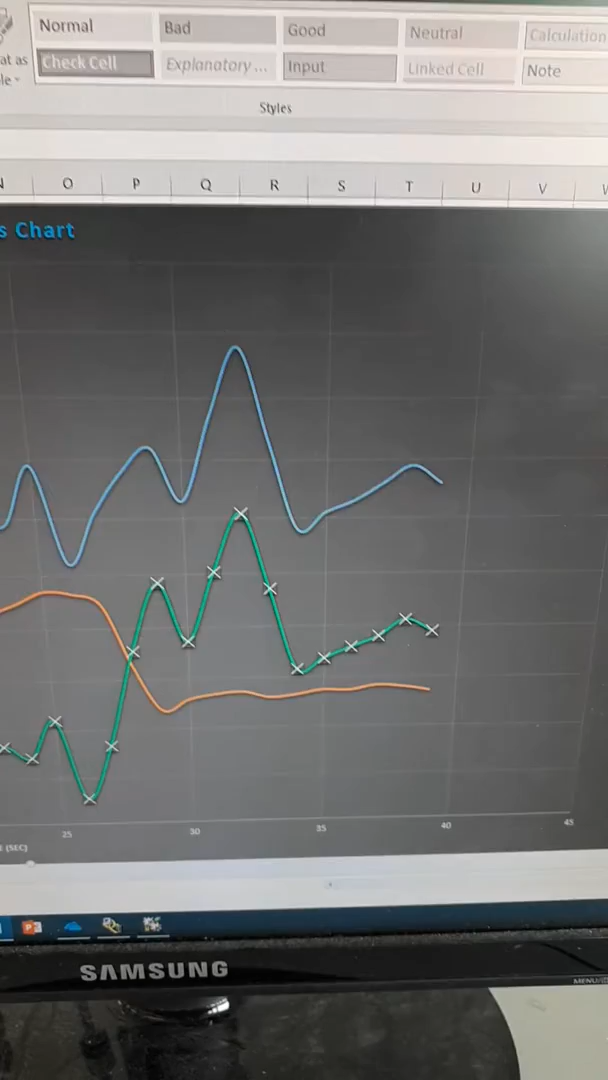 Normal Bad Good Neutral Calculation
at as Check Cell Explanatory ... Input Linked Cell Note
le
Styles
O P Q R S T U V
s Chart
25 30 35 40 45
(SEC)
SAMSUNG